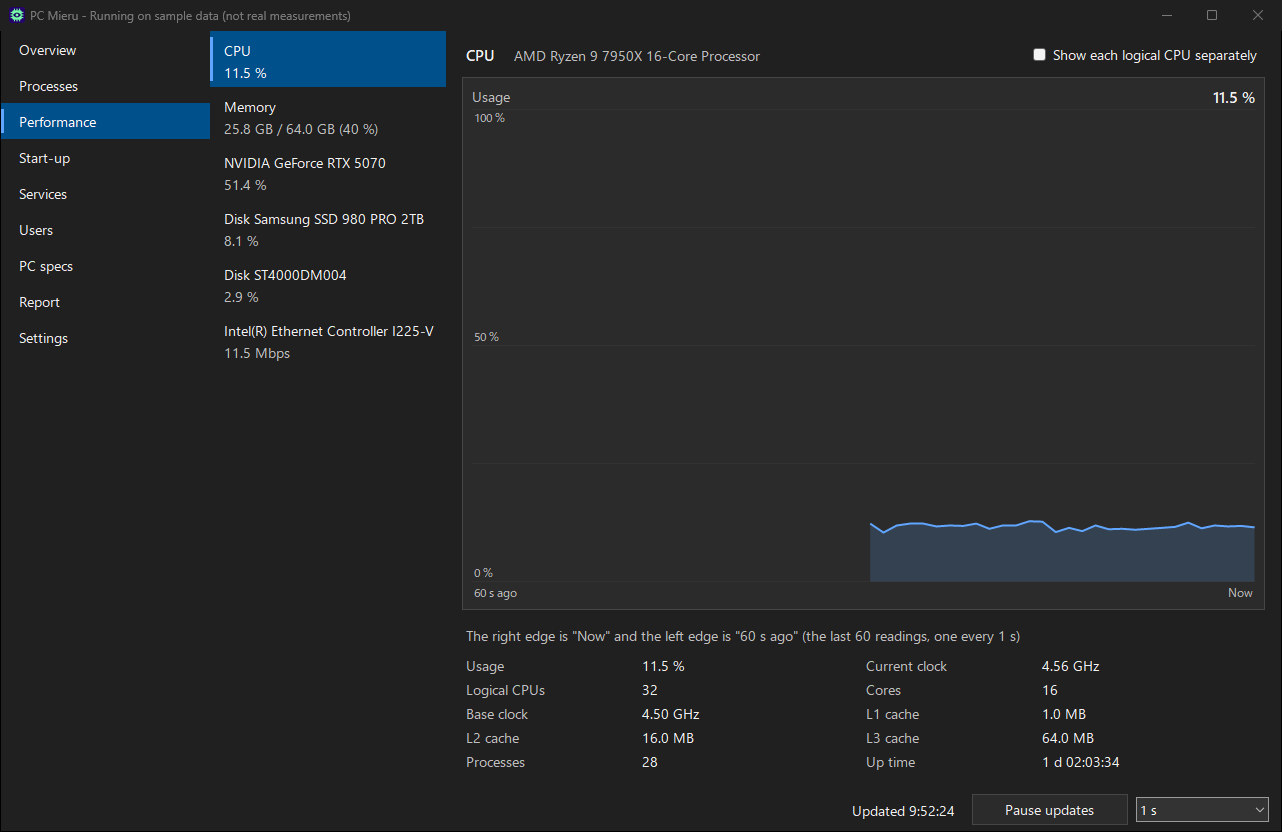 PC Mieru - Running on sample data (not real measurements)
Overview
Processes
Performance
Start-up
Services
Users
PC specs
Report
Settings
CPU
11.5 %
Memory
25.8 GB / 64.0 GB (40 %)
NVIDIA GeForce RTX 5070
51.4 %
Disk Samsung SSD 980 PRO 2TB
8.1 %
Disk ST4000DM004
2.9 %
Intel(R) Ethernet Controller I225-V
11.5 Mbps
CPU AMD Ryzen 9 7950X 16-Core Processor
Show each logical CPU separately
Usage 11.5 %
100 %
50 %
0 %
60 s ago Now
The right edge is "Now" and the left edge is "60 s ago" (the last 60 readings, one every 1 s)
Usage 11.5 % Current clock 4.56 GHz
Logical CPUs 32 Cores 16
Base clock 4.50 GHz L1 cache 1.0 MB
L2 cache 16.0 MB L3 cache 64.0 MB
Processes 28 Up time 1 d 02:03:34
Updated 9:52:24 Pause updates 1 s